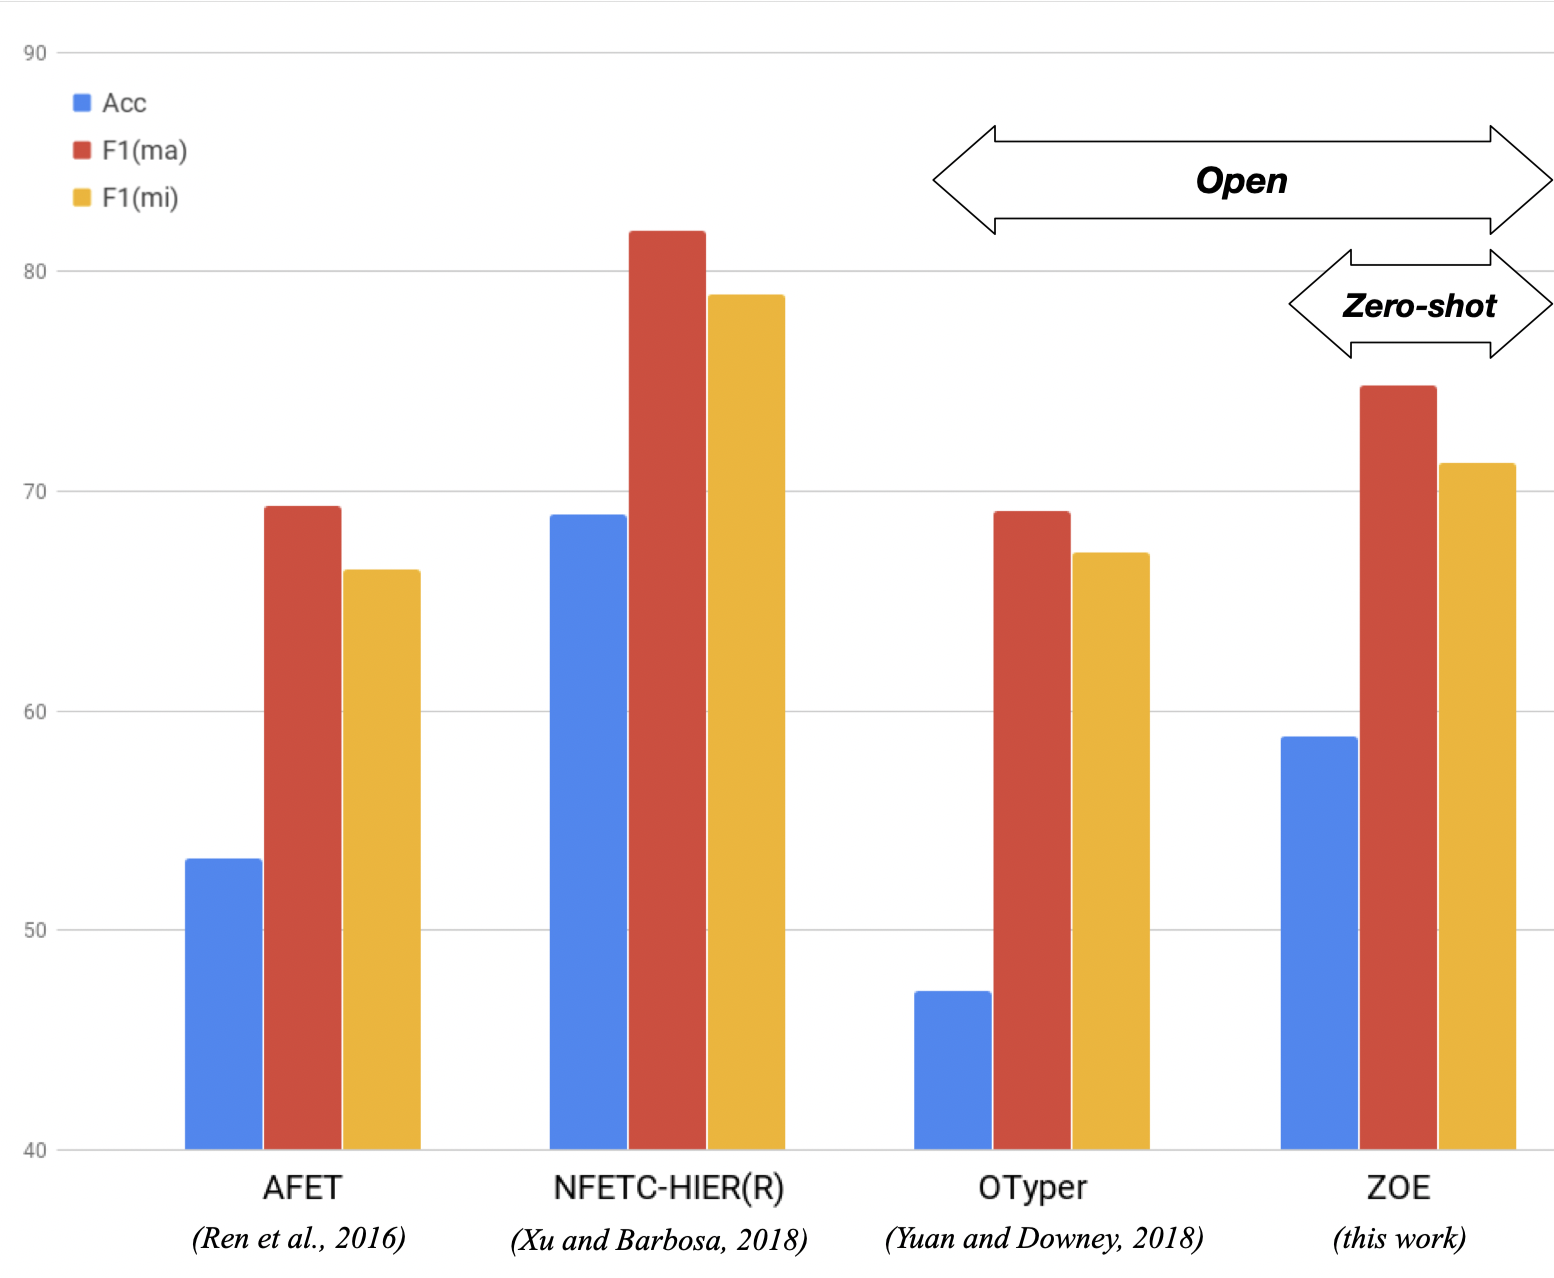 90
Acc
F1(ma)
F1(mi)
Open
80
Zero-shot
70
60
50
40
AFET NFETC-HIER(R) OTyper ZOE
(Ren et al., 2016) (Xu and Barbosa, 2018) (Yuan and Downey, 2018) (this work)